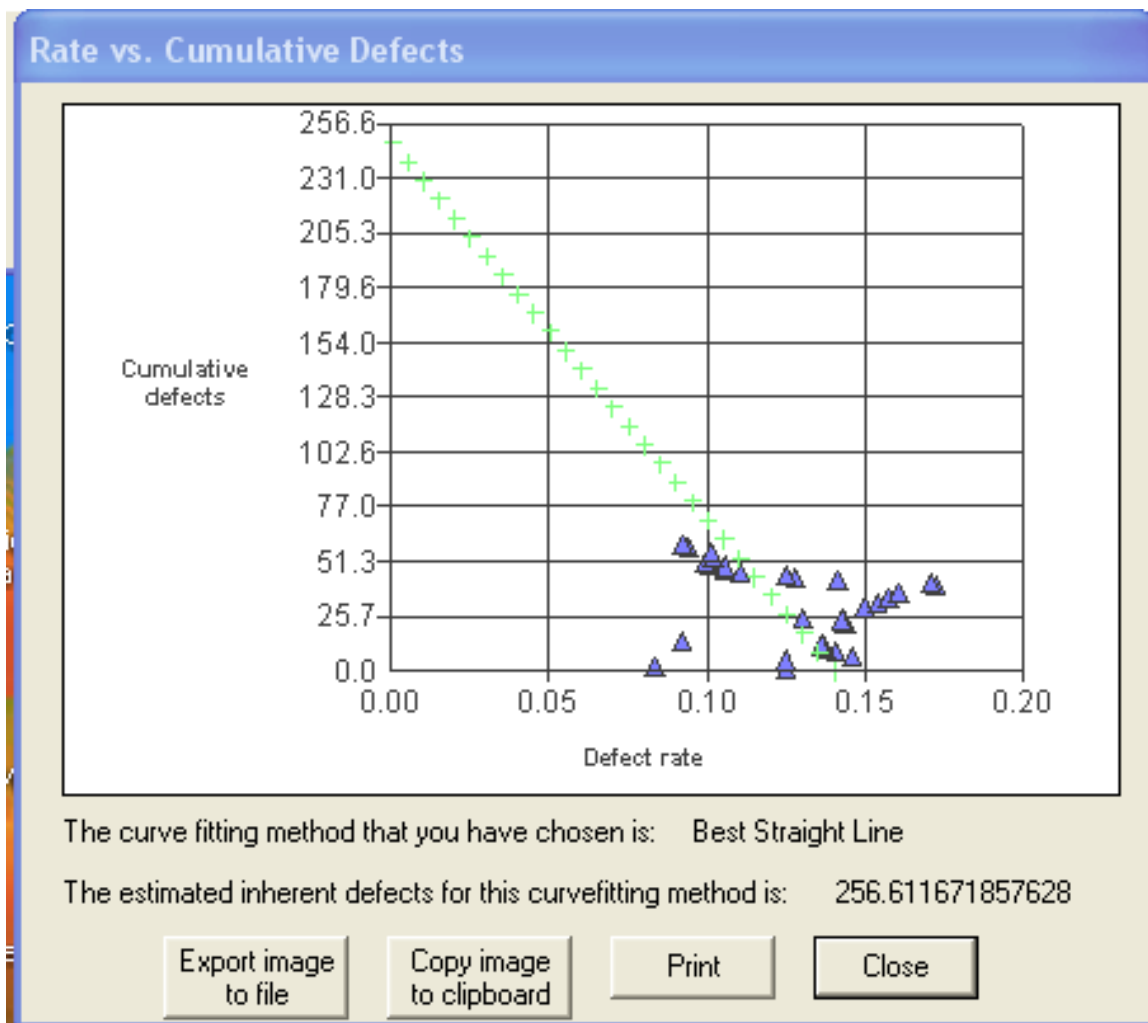 Rate vs. Cumulative Defects
256.6
231.0
205.3
179.6
154.0
128.3
102.6
77.0
51.3
25.7
0.0
Cumulative
defects
0.00 0.05 0.10 0.15 0.20
Defect rate
The curve fitting method that you have chosen is: Best Straight Line
The estimated inherent defects for this curvefitting method is: 256.611671857628
Export image
to file
Copy image
to clipboard
Print
Close